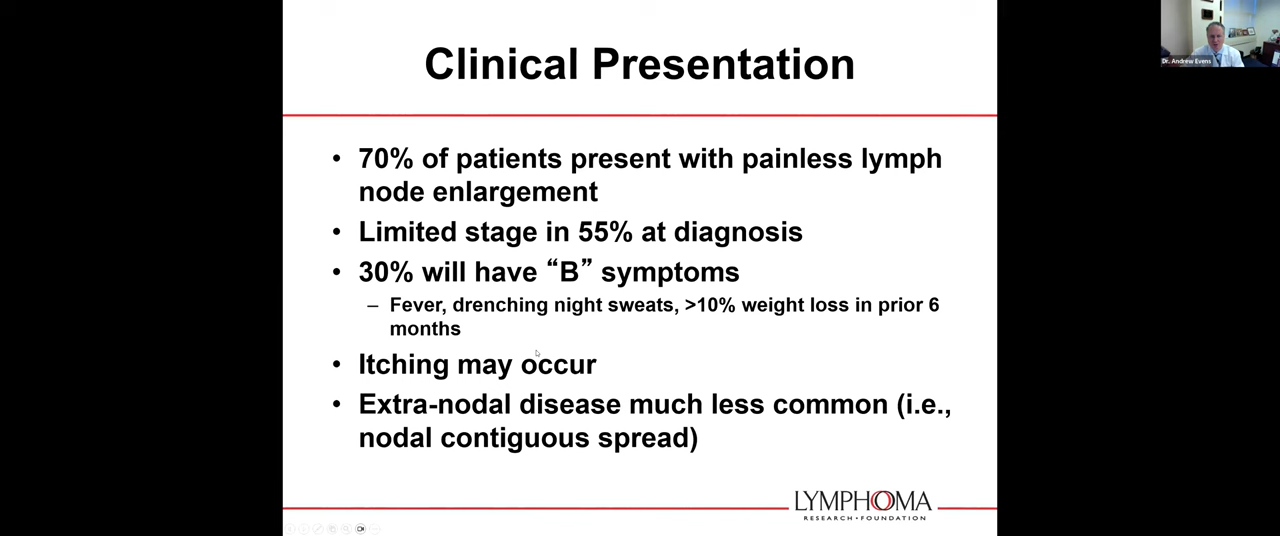 Clinical Presentation
Dr. Andrew Evens
• 70% of patients present with painless lymph
node enlargement
• Limited stage in 55% at diagnosis
• 30% will have “B” symptoms
– Fever, drenching night sweats, >10% weight loss in prior 6
months
• Itching may occur
• Extra-nodal disease much less common (i.e.,
nodal contiguous spread)
LYMPHOMA
RESEARCH • FOUNDATION